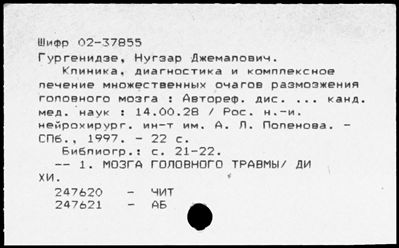 Шифр 02-37855
Гургенидзе, Нугзар Джемалович.
Клиника, диагностика и комплексное
лечение множественных очагов размозжения
головного мозга : Автореф. дис. ... канд.
мед. наук : 14.00.28 / Рос. н.-и.
нейрохирург. ин-т им. А. Л. Поленова. -
СПб., 1997. - 22 с.
Библиогр.: с. 21-22.
-- 1. МОЗГА ГОЛОВНОГО ТРАВМЫ/ ДИ
ХИ.
247620 - ЧИТ
247621 - АБ